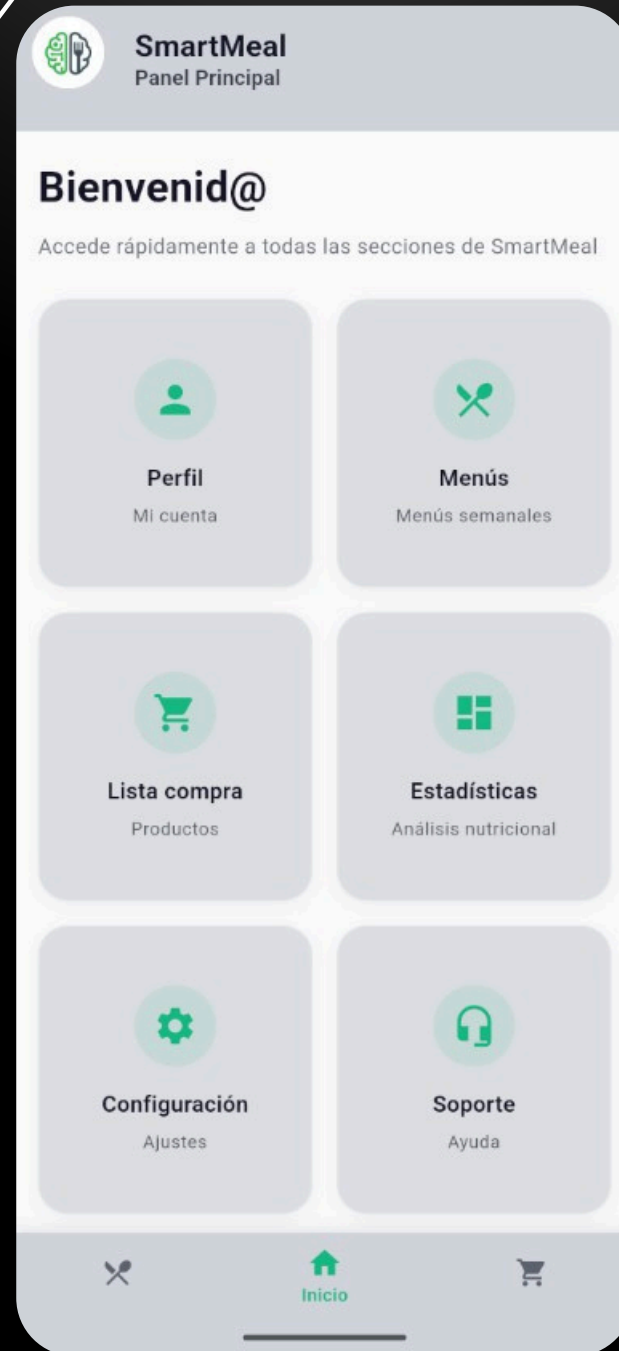 SmartMeal
Panel Principal
Bienvenid@
Accede rápidamente a todas las secciones de SmartMeal
Perfil
Mi cuenta
Menús
Menús semanales
Lista compra
Productos
Estadísticas
Análisis nutricional
Configuración
Ajustes
Soporte
Ayuda
Inicio